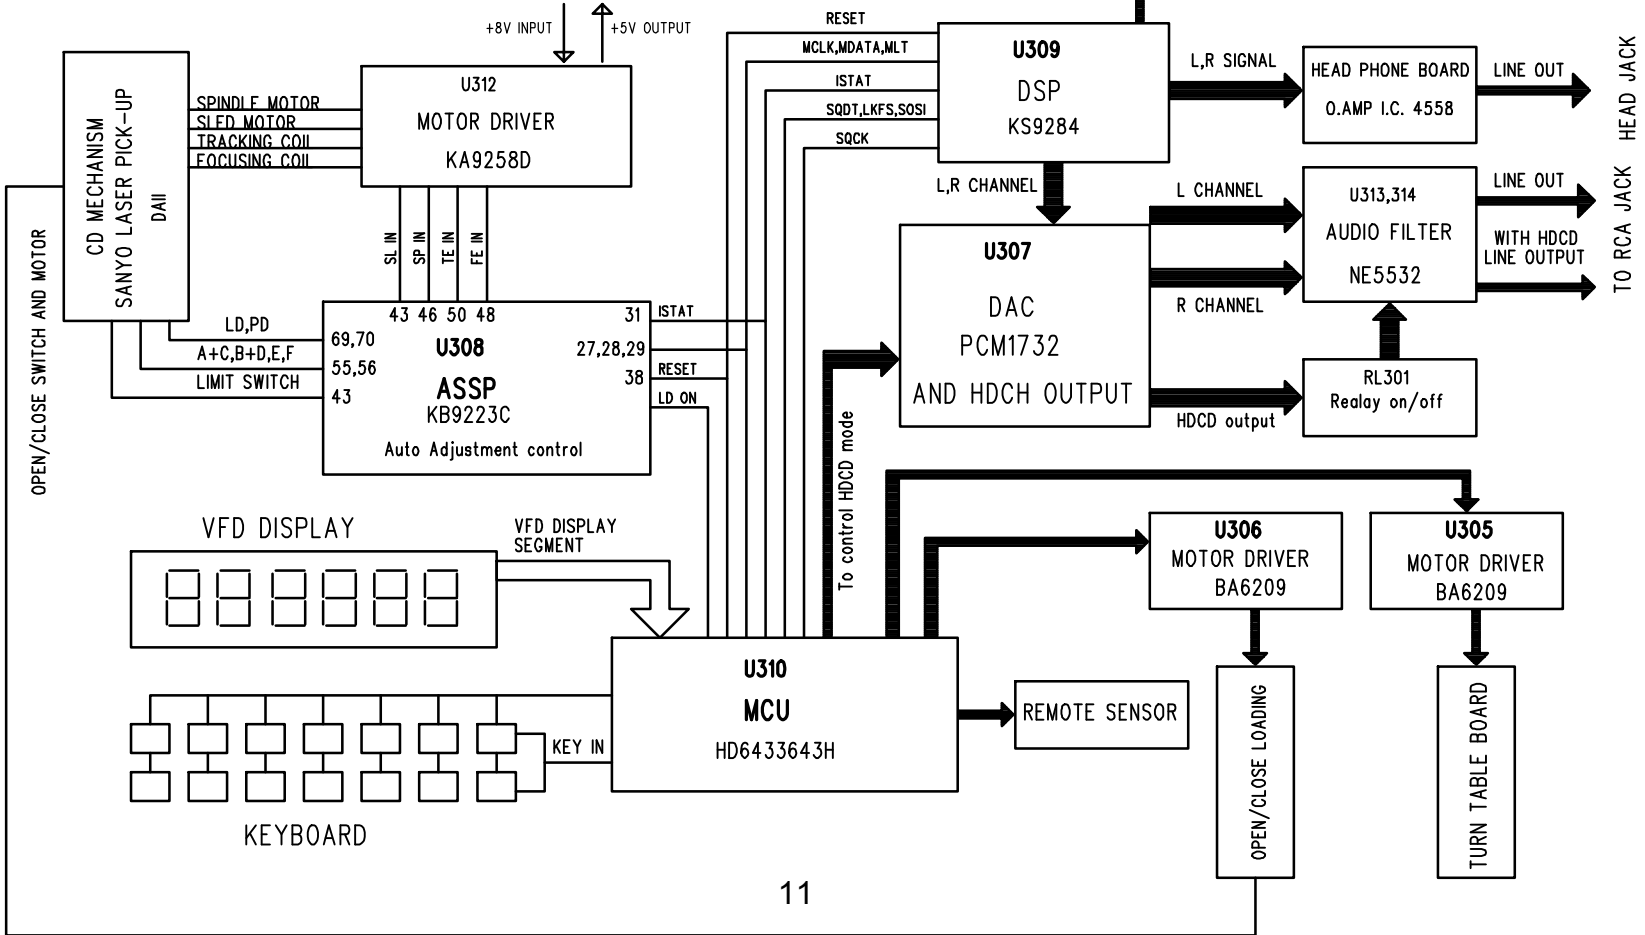 +8V INPUT
+5V OUTPUT
RESET
MCLK,MDATA,MLT
ISTAT
SQDT,LKFS,SOSI
SQCK
U309
DSP
KS9284
L,R SIGNAL
HEAD PHONE BOARD
O.AMP I.C. 4558
LINE OUT
HEAD JACK
CD MECHANISM
SANYO LASER PICK-UP
DA11
SPINDLE MOTOR
SLED MOTOR
TRACKING COIL
FOCUSING COIL
U312
MOTOR DRIVER
KA9258D
L,R CHANNEL
L CHANNEL
R CHANNEL
U313,314
AUDIO FILTER
NE5532
LINE OUT
WITH HDCD
LINE OUTPUT
TO RCA JACK
SL IN
SP IN
TE IN
FE IN
U307
DAC
PCM1732
AND HDCH OUTPUT
HDCD output
RL301
Realay on/off
OPEN/CLOSE SWITCH AND MOTOR
LD,PD
A+C,B+D,E,F
LIMIT SWITCH
43 46 50 48
31
69,70
27,28,29
55,56
38
43
U308
ASSP
KB9223C
Auto Adjustment control
ISTAT
RESET
LD ON
To control HDCD mode
VFD DISPLAY
VFD DISPLAY
SEGMENT
U306
MOTOR DRIVER
BA6209
U305
MOTOR DRIVER
BA6209
U310
MCU
HD6433643H
REMOTE SENSOR
KEY IN
KEYBOARD
OPEN/CLOSE LOADING
TURN TABLE BOARD
11